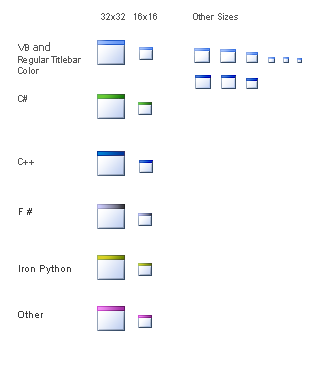 32x32 16x16 Other Sizes
VB and
Regular Titlebar
Color
C#
C++
F #
Iron Python
Other